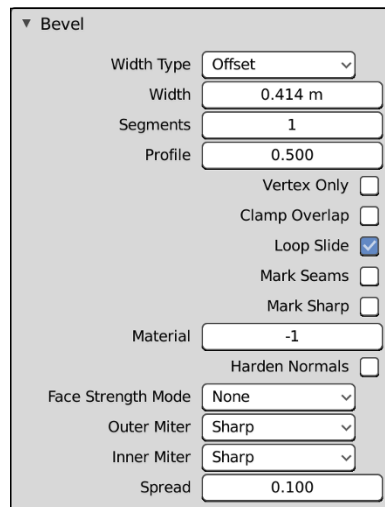 Bevel
Width Type Offset
Width 0.414 m
Segments 1
Profile 0.500
Vertex Only
Clamp Overlap
Loop Slide
Mark Seams
Mark Sharp
Material -1
Harden Normals
Face Strength Mode None
Outer Miter Sharp
Inner Miter Sharp
Spread 0.100